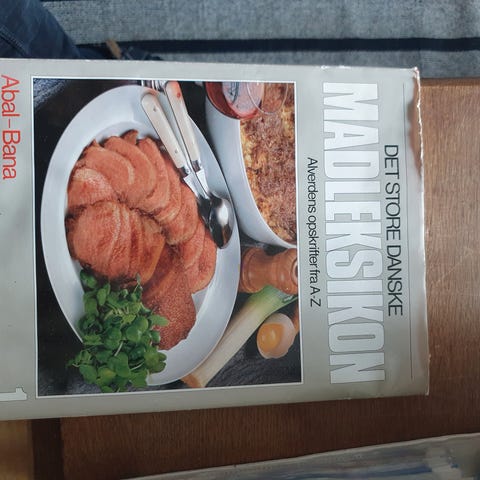 DET STORE DANSKE
MADLEKSIKON
Alverdens opskrifter fra A-Z
Abal-Bana
1